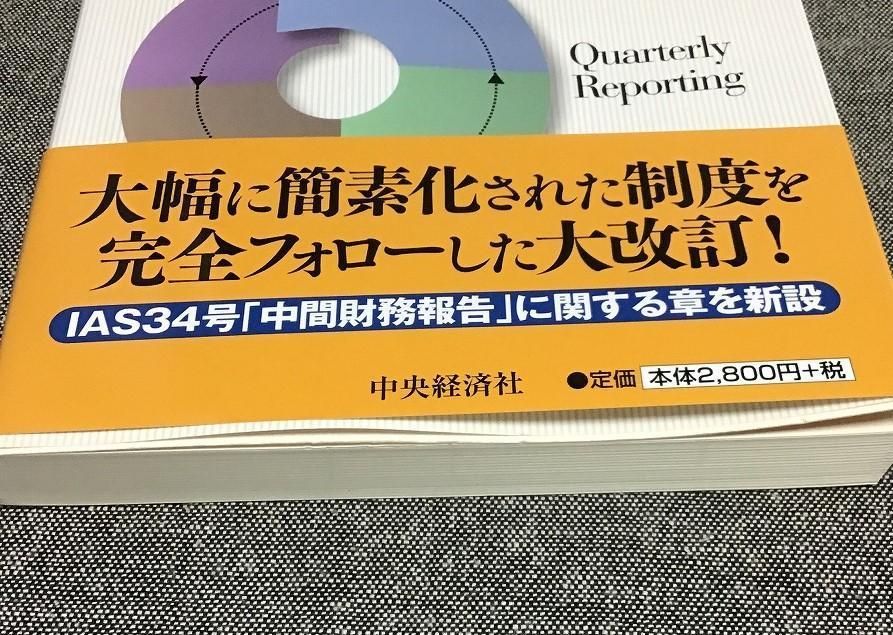 Quarterly
Reporting
大幅に簡素化された制度を
完全フォローした大改訂!
IAS34号「中間財務報告」に関する章を新設
中央経済社
●定価 本体2,800円+税